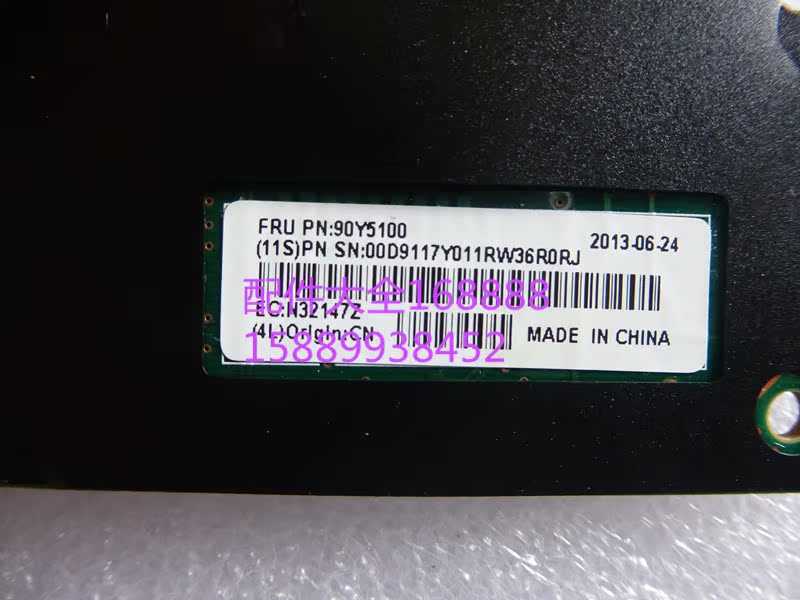 FRU PN:90Y5100
2013-06-24
(11S)PN SN:00D9117Y011RW36R0RJ
配件大全168888
EC:N32147Z
(4L)Origin:CN
MADE IN CHINA
15889938452